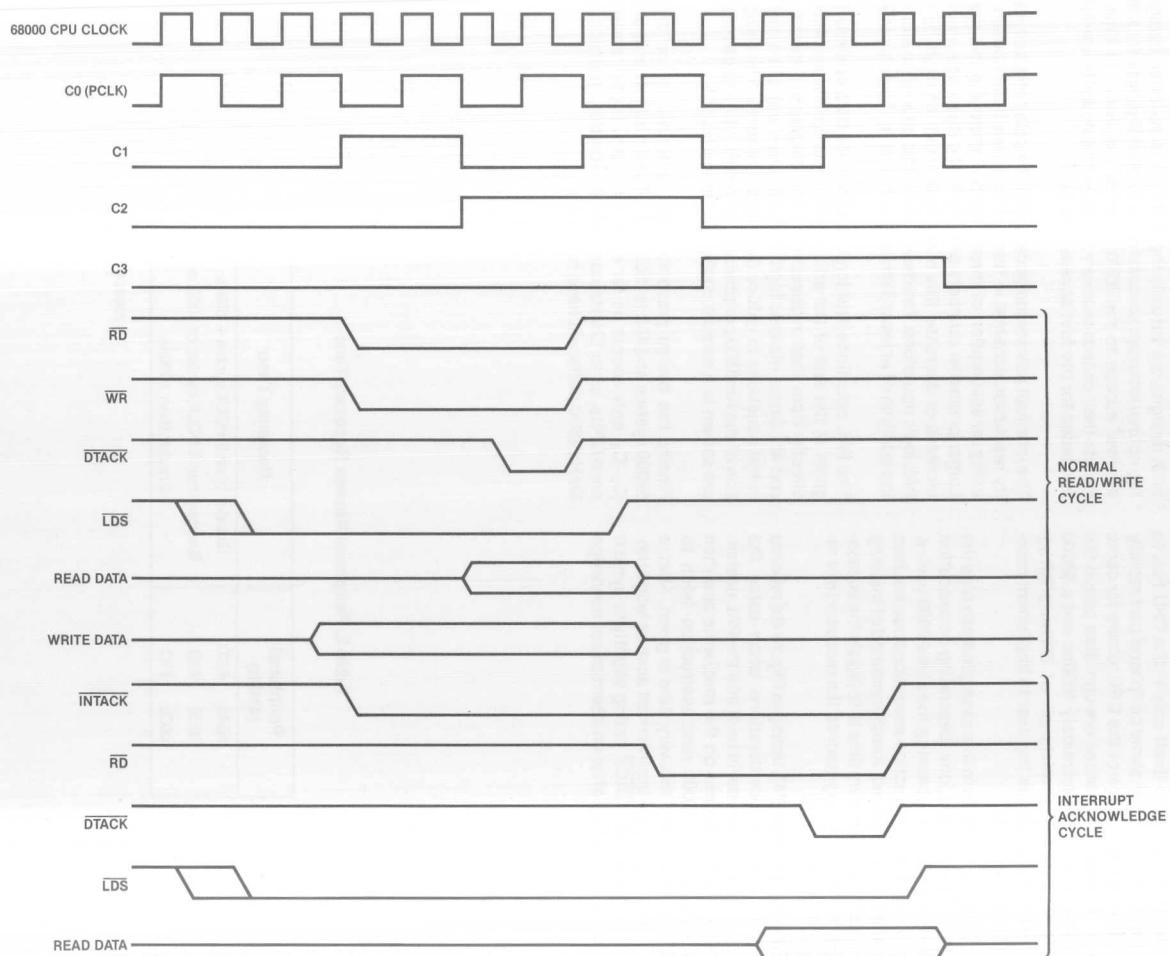 68000 CPU CLOCK
C0 (PCLK)
C1
C2
C3
RD
WR
DTACK
LDS
READ DATA
WRITE DATA
NORMAL
READ/WRITE
CYCLE
INTACK
RD
DTACK
LDS
READ DATA
INTERRUPT
ACKNOWLEDGE
CYCLE